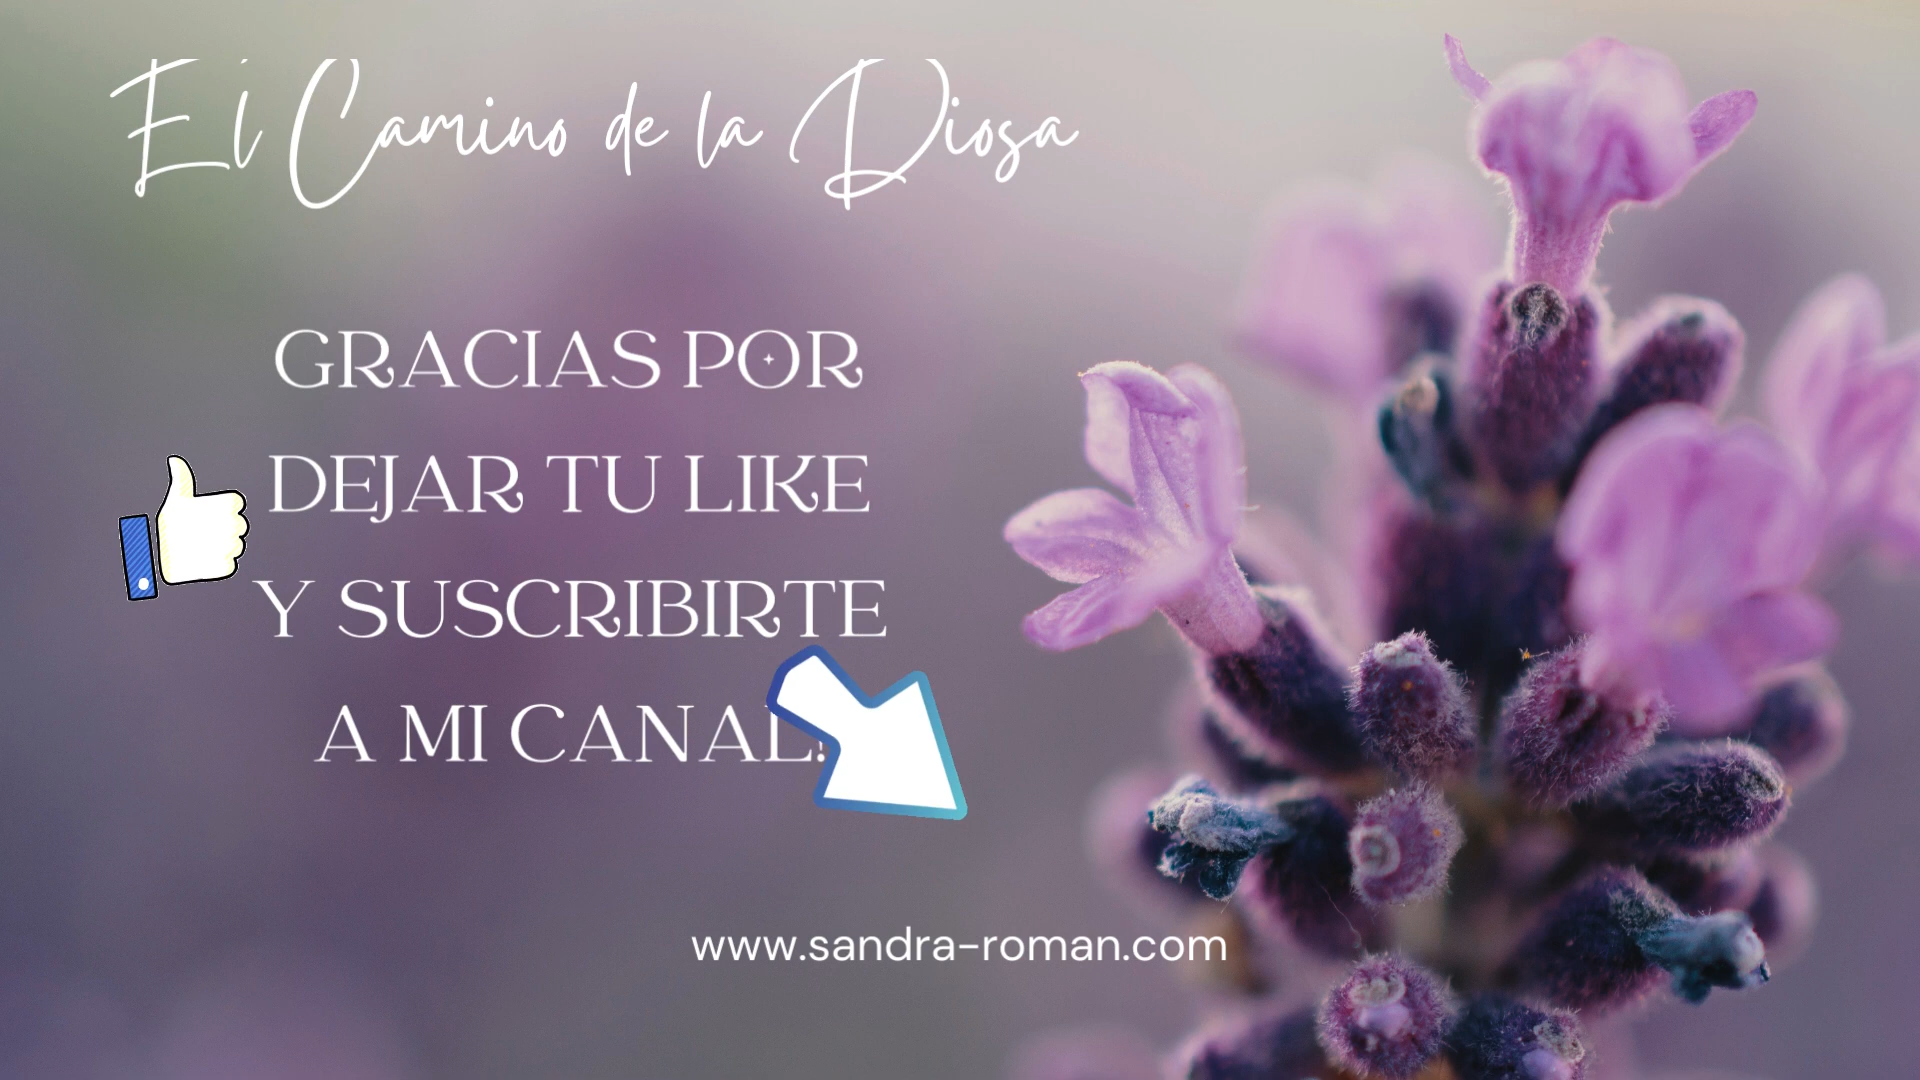 El Camino de la Diosa
GRACIAS POR
DEJAR TU LIKE
Y SUSCRIBIRTE
A MI CANAL!
www.sandra-roman.com